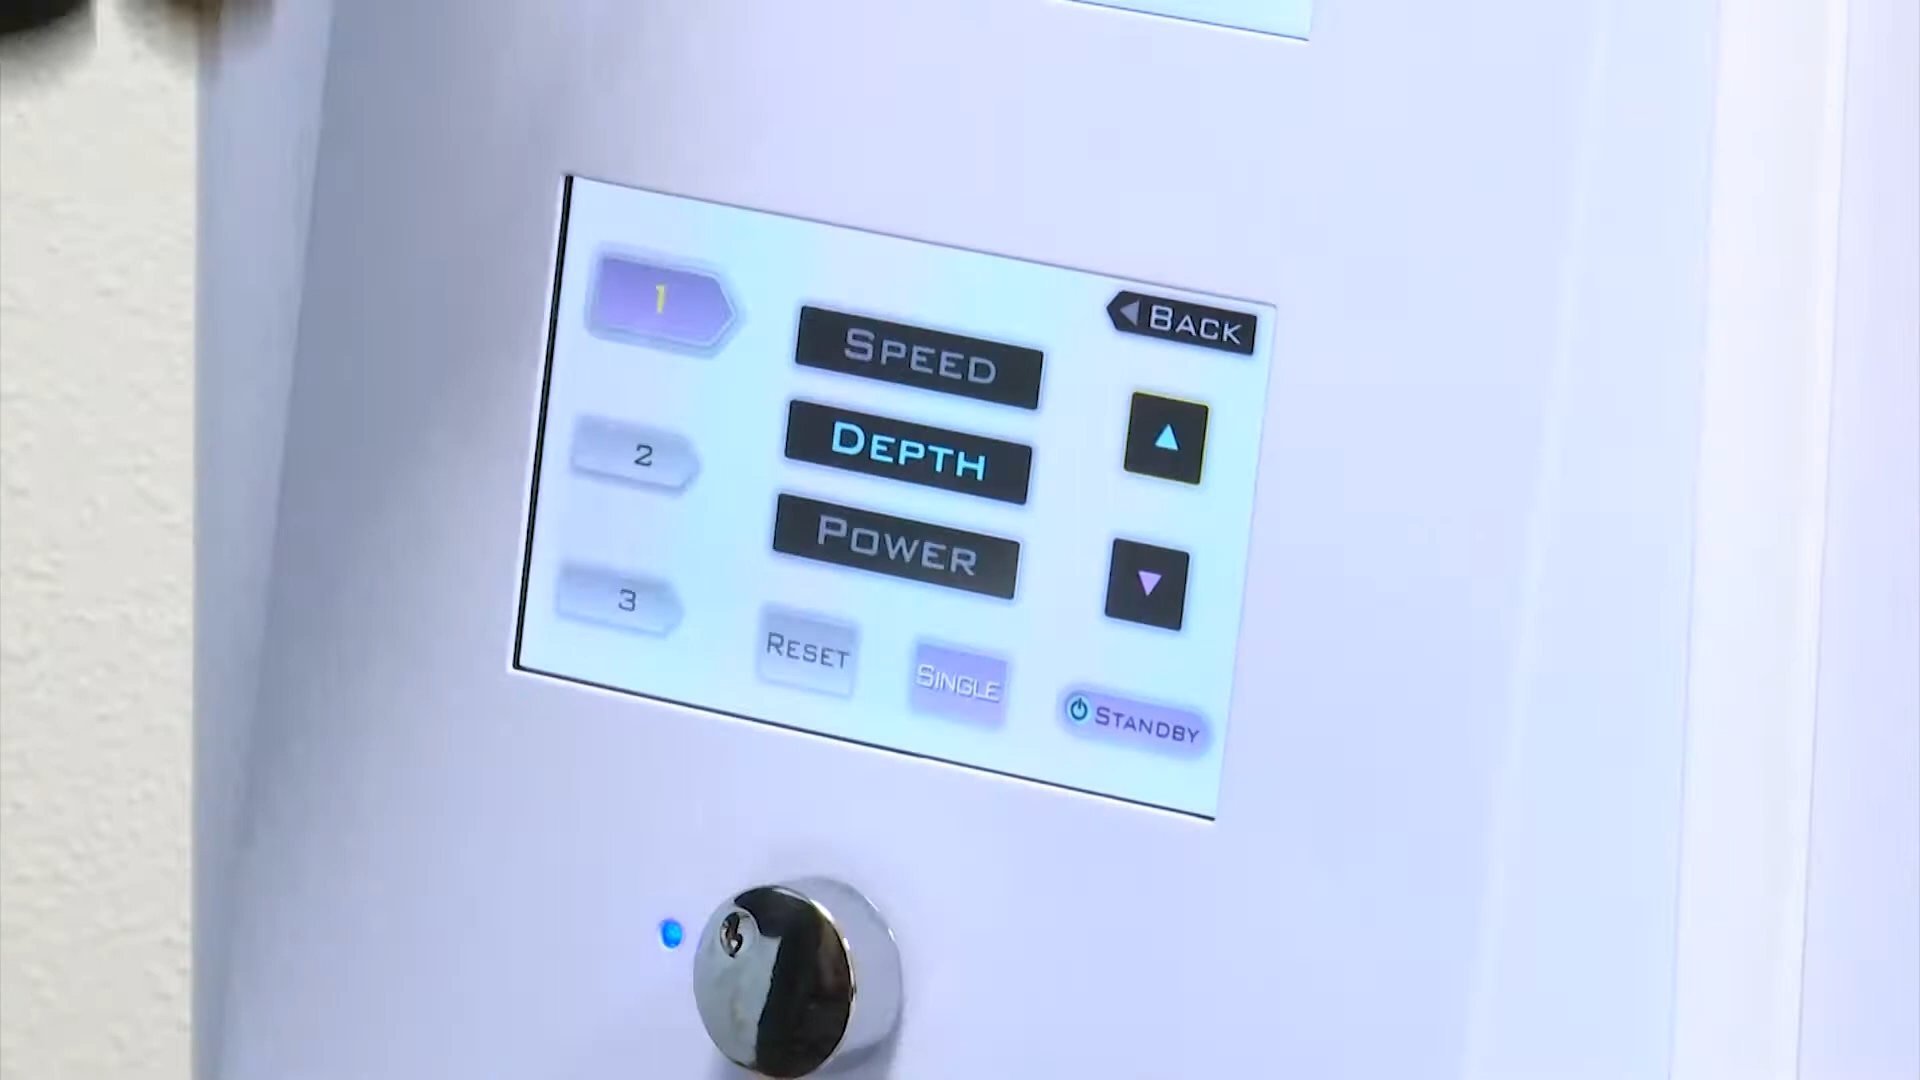 1
BACK
SPEED
DEPTH
2
POWER
3
RESET
SINGLE
STANDBY